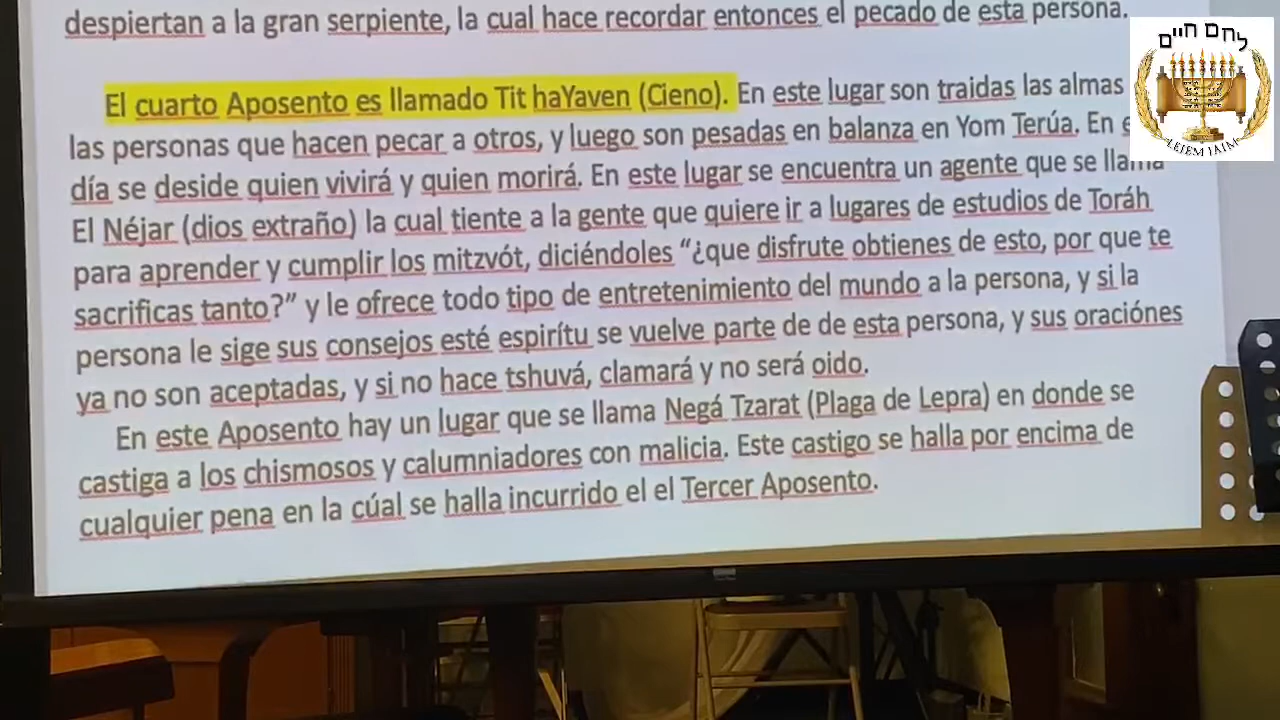 despiertan a la gran serpiente, la cual hace recordar entonces el pecado de esta persona.
El cuarto Aposento es llamado Tit haYaven (Cieno). En este lugar son traidas las almas
las personas que hacen pecar a otros, y luego son pesadas en balanza en Yom Terúa. En
día se deside quien vivirá y quien morirá. En este lugar se encuentra un agente que se llama
El Néjar (dios extraño) la cual tiente a la gente que quiere ir a lugares de estudios de Toráh
para aprender y cumplir los mitzvót, diciéndoles “¿que disfrute obtienes de esto, por que te
sacrificas tanto?” y le ofrece todo tipo de entretenimiento del mundo a la persona, y si la
persona le sige sus consejos esté espirítu se vuelve parte de de esta persona, y sus oraciónes
ya no son aceptadas, y si no hace tshuvá, clamará y no será oido.
En este Aposento hay un lugar que se llama Negá Tzarat (Plaga de Lepra) en donde se
castiga a los chismosos y calumniadores con malicia. Este castigo se halla por encima de
cualquier pena en la cúal se halla incurrido el el Tercer Aposento.
לחם חיים
LEJEM JAIM